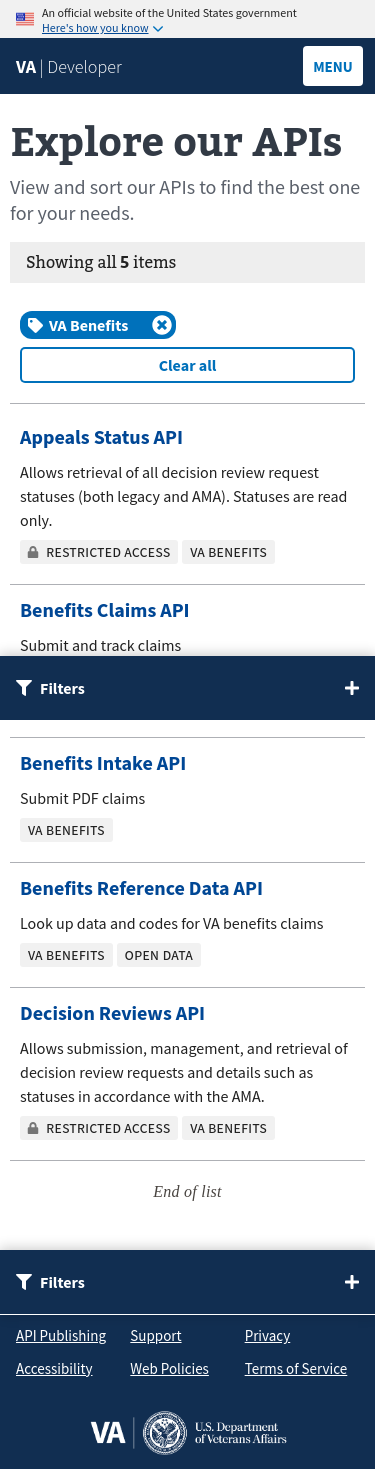 An official website of the United States government
Here's how you know
VA | Developer
MENU
Explore our APIs
View and sort our APIs to find the best one
for your needs.
Showing all 5 items
VA Benefits
Clear all
Appeals Status API
Allows retrieval of all decision review request
statuses (both legacy and AMA). Statuses are read
only.
RESTRICTED ACCESS VA BENEFITS
Benefits Claims API
Submit and track claims
Filters
Benefits Intake API
Submit PDF claims
VA BENEFITS
Benefits Reference Data API
Look up data and codes for VA benefits claims
VA BENEFITS OPEN DATA
Decision Reviews API
Allows submission, management, and retrieval of
decision review requests and details such as
statuses in accordance with the AMA.
RESTRICTED ACCESS VA BENEFITS
End of list
Filters
API Publishing Support Privacy
Accessibility Web Policies Terms of Service
VA | U.S. Department
of Veterans Affairs